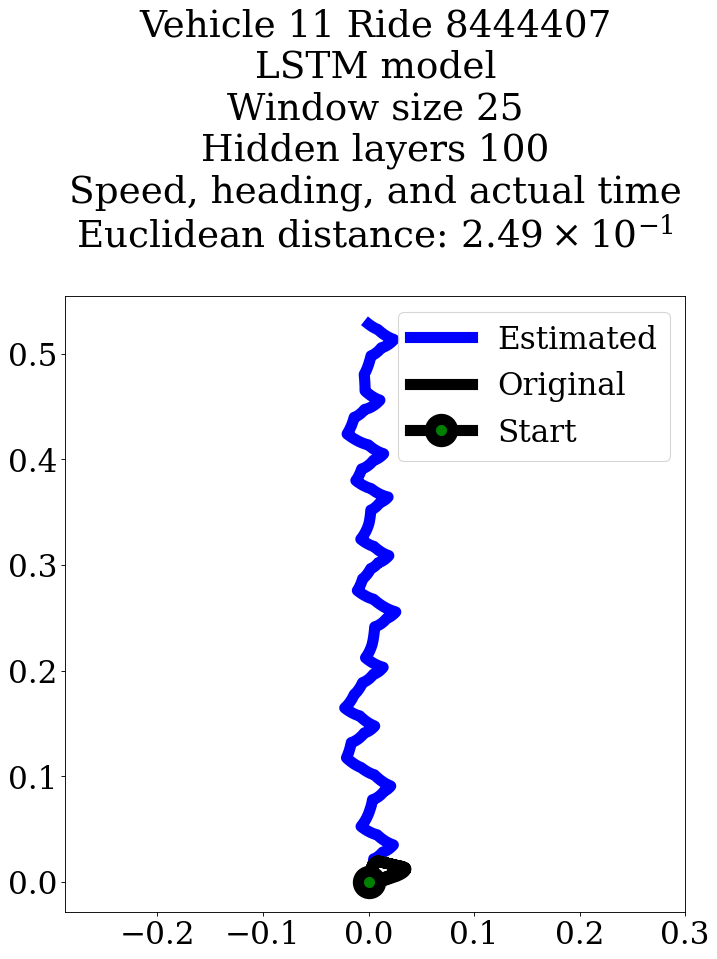 Vehicle 11 Ride 8444407
LSTM model
Window size 25
Hidden layers 100
Speed, heading, and actual time
Euclidean distance: 2.49 × 10⁻¹
Estimated
Original
Start
0.5
0.4
0.3
0.2
0.1
0.0
−0.2 −0.1 0.0 0.1 0.2 0.3